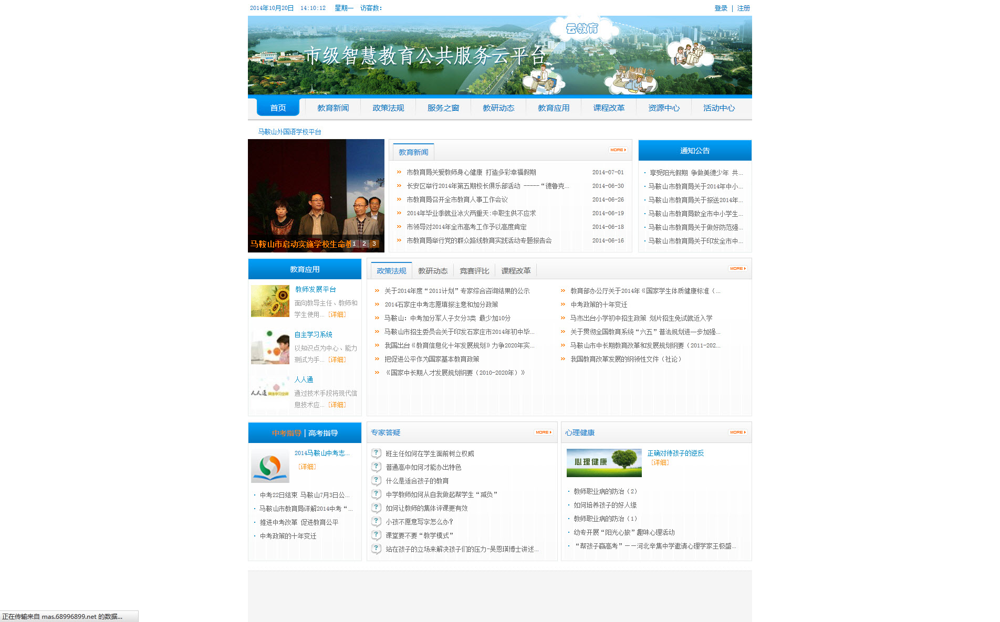 2014年10月20日 14:10:12 星期一 访客数：
登录 | 注册
云教育
市级智慧教育公共服务云平台
首页 教育新闻 政策法规 服务之窗 教研动态 教育应用 课程改革 资源中心 活动中心
马鞍山外国语学校平台
学
马鞍山市启动实施学校生命教
1 2 3
教育新闻 MORE
市教育局关爱教师身心健康 打造多彩幸福假期 2014-07-01
长安区举行2014年第五期校长俱乐部活动 -----“德鲁克... 2014-06-30
市教育局召开全市教育人事工作会议 2014-06-26
2014年毕业季就业冰火两重天:中职生供不应求 2014-06-19
市领导对2014年全市高考工作予以高度肯定 2014-06-18
市教育局举行党的群众路线教育实践活动专题报告会 2014-06-16
通知公告
享受阳光假期 争做美德少年 共...
马鞍山市教育局关于2014年中小...
马鞍山市教育局关于报送2014年...
马鞍山市教育局致全市中小学生...
马鞍山市教育局关于做好防范强...
马鞍山市教育局关于印发全市中...
教育应用
教师发展平台
面向教导主任、教师和
学生使用... [详细]
自主学习系统
以知识点为中心、能力
测试为手... [详细]
人人通
人人通 网络学习空间
通过技术手段将现代信
息技术应... [详细]
政策法规 教研动态 竞赛评比 课程改革 MORE
关于2014年度“2011计划”专家综合咨询结果的公示
2014石家庄中考志愿填报注意和加分政策
马鞍山：中考加分军人子女分3类 最少加10分
马鞍山市招生委员会关于印发石家庄市2014年初中毕...
我国出台《教育信息化十年发展规划》力争2020年实...
把促进公平作为国家基本教育政策
《国家中长期人才发展规划纲要（2010-2020年）》
教育部办公厅关于2014年《国家学生体质健康标准（...
中考政策的十年变迁
马市出台小学初中招生政策 划片招生免试就近入学
关于贯彻全国教育系统“六五”普法规划进一步加强...
马鞍山市中长期教育改革和发展规划纲要（2011-202...
我国教育改革发展的纲领性文件（社论）
中考指导 | 高考指导
2014马鞍山中考志...
[详细]
中考22日结束 马鞍山7月3日公...
马鞍山市教育局详解2014中考“...
推进中考改革 促进教育公平
中考政策的十年变迁
专家答疑 MORE
班主任如何在学生面前树立权威
普通高中如何才能办出特色
什么是适合孩子的教育
中学教师如何从自我做起帮学生“减负”
如何让教师的集体评课更有效
小孩不愿意写字怎么办？
课堂要不要“教学模式”
站在孩子的立场来解决孩子们的压力-吴恩瑛博士讲述...
心理健康 MORE
心理健康
正确对待孩子的逆反
[详细]
教师职业病的防治（2）
如何培养孩子的好人缘
教师职业病的防治（1）
幼专开展“阳光心旅”趣味心理活动
“帮孩子赢高考”——河北辛集中学邀请心理学家王极盛...
正在传输来自 mas.68996899.net 的数据...